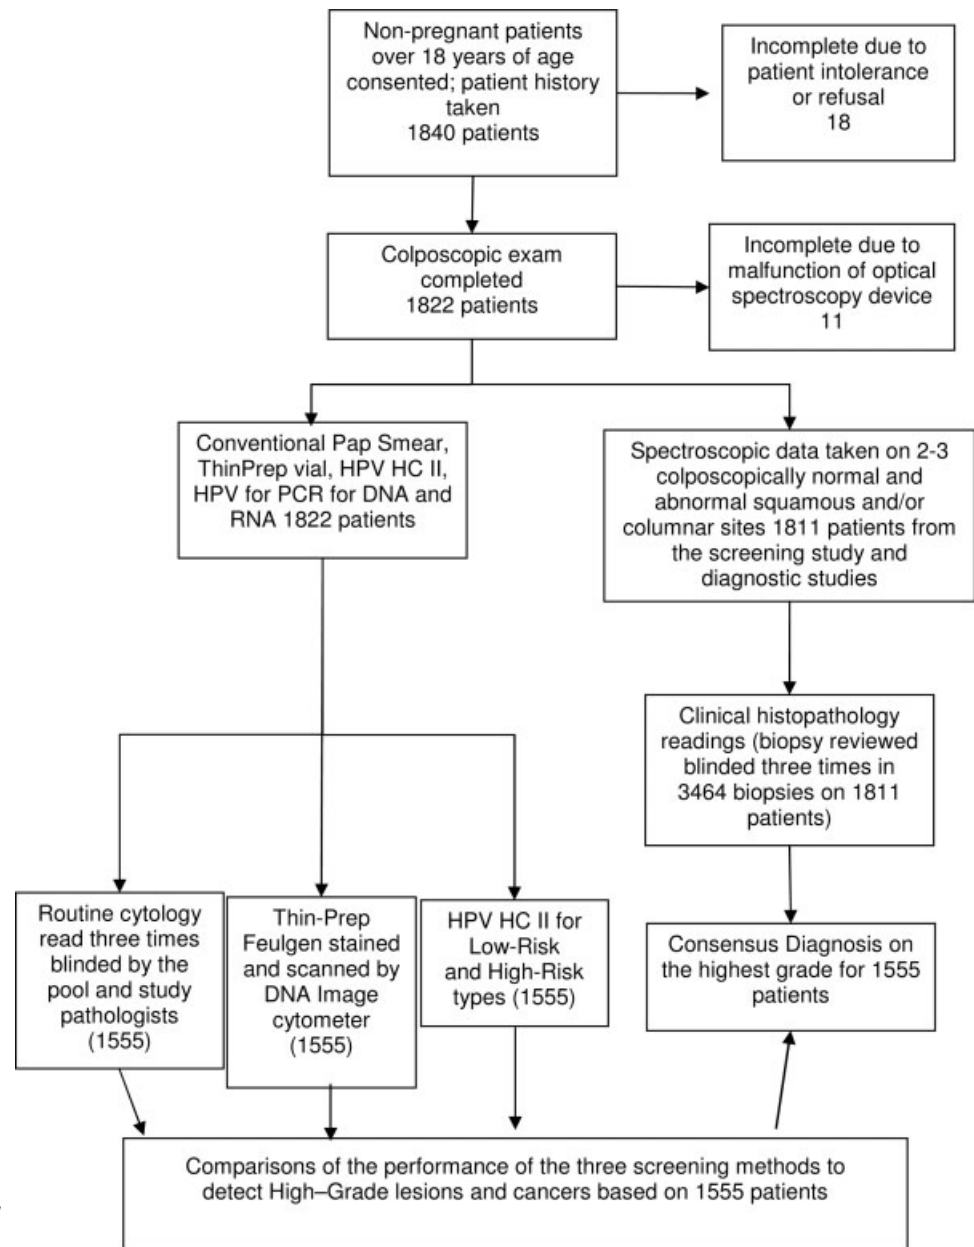 Non-pregnant patients
over 18 years of age
consented; patient history
taken
1840 patients
Incomplete due to
patient intolerance
or refusal
18
Colposcopic exam
completed
1822 patients
Incomplete due to
malfunction of optical
spectroscopy device
11
Conventional Pap Smear,
ThinPrep vial, HPV HC II,
HPV for PCR for DNA and
RNA 1822 patients
Spectroscopic data taken on 2-3
colposcopically normal and
abnormal squamous and/or
columnar sites 1811 patients from
the screening study and
diagnostic studies
Clinical histopathology
readings (biopsy reviewed
blinded three times in
3464 biopsies on 1811
patients)
Routine cytology
read three times
blinded by the
pool and study
pathologists
(1555)
Thin-Prep
Feulgen stained
and scanned by
DNA Image
cytometer
(1555)
HPV HC II for
Low-Risk
and High-Risk
types (1555)
Consensus Diagnosis on
the highest grade for 1555
patients
Comparisons of the performance of the three screening methods to
detect High–Grade lesions and cancers based on 1555 patients